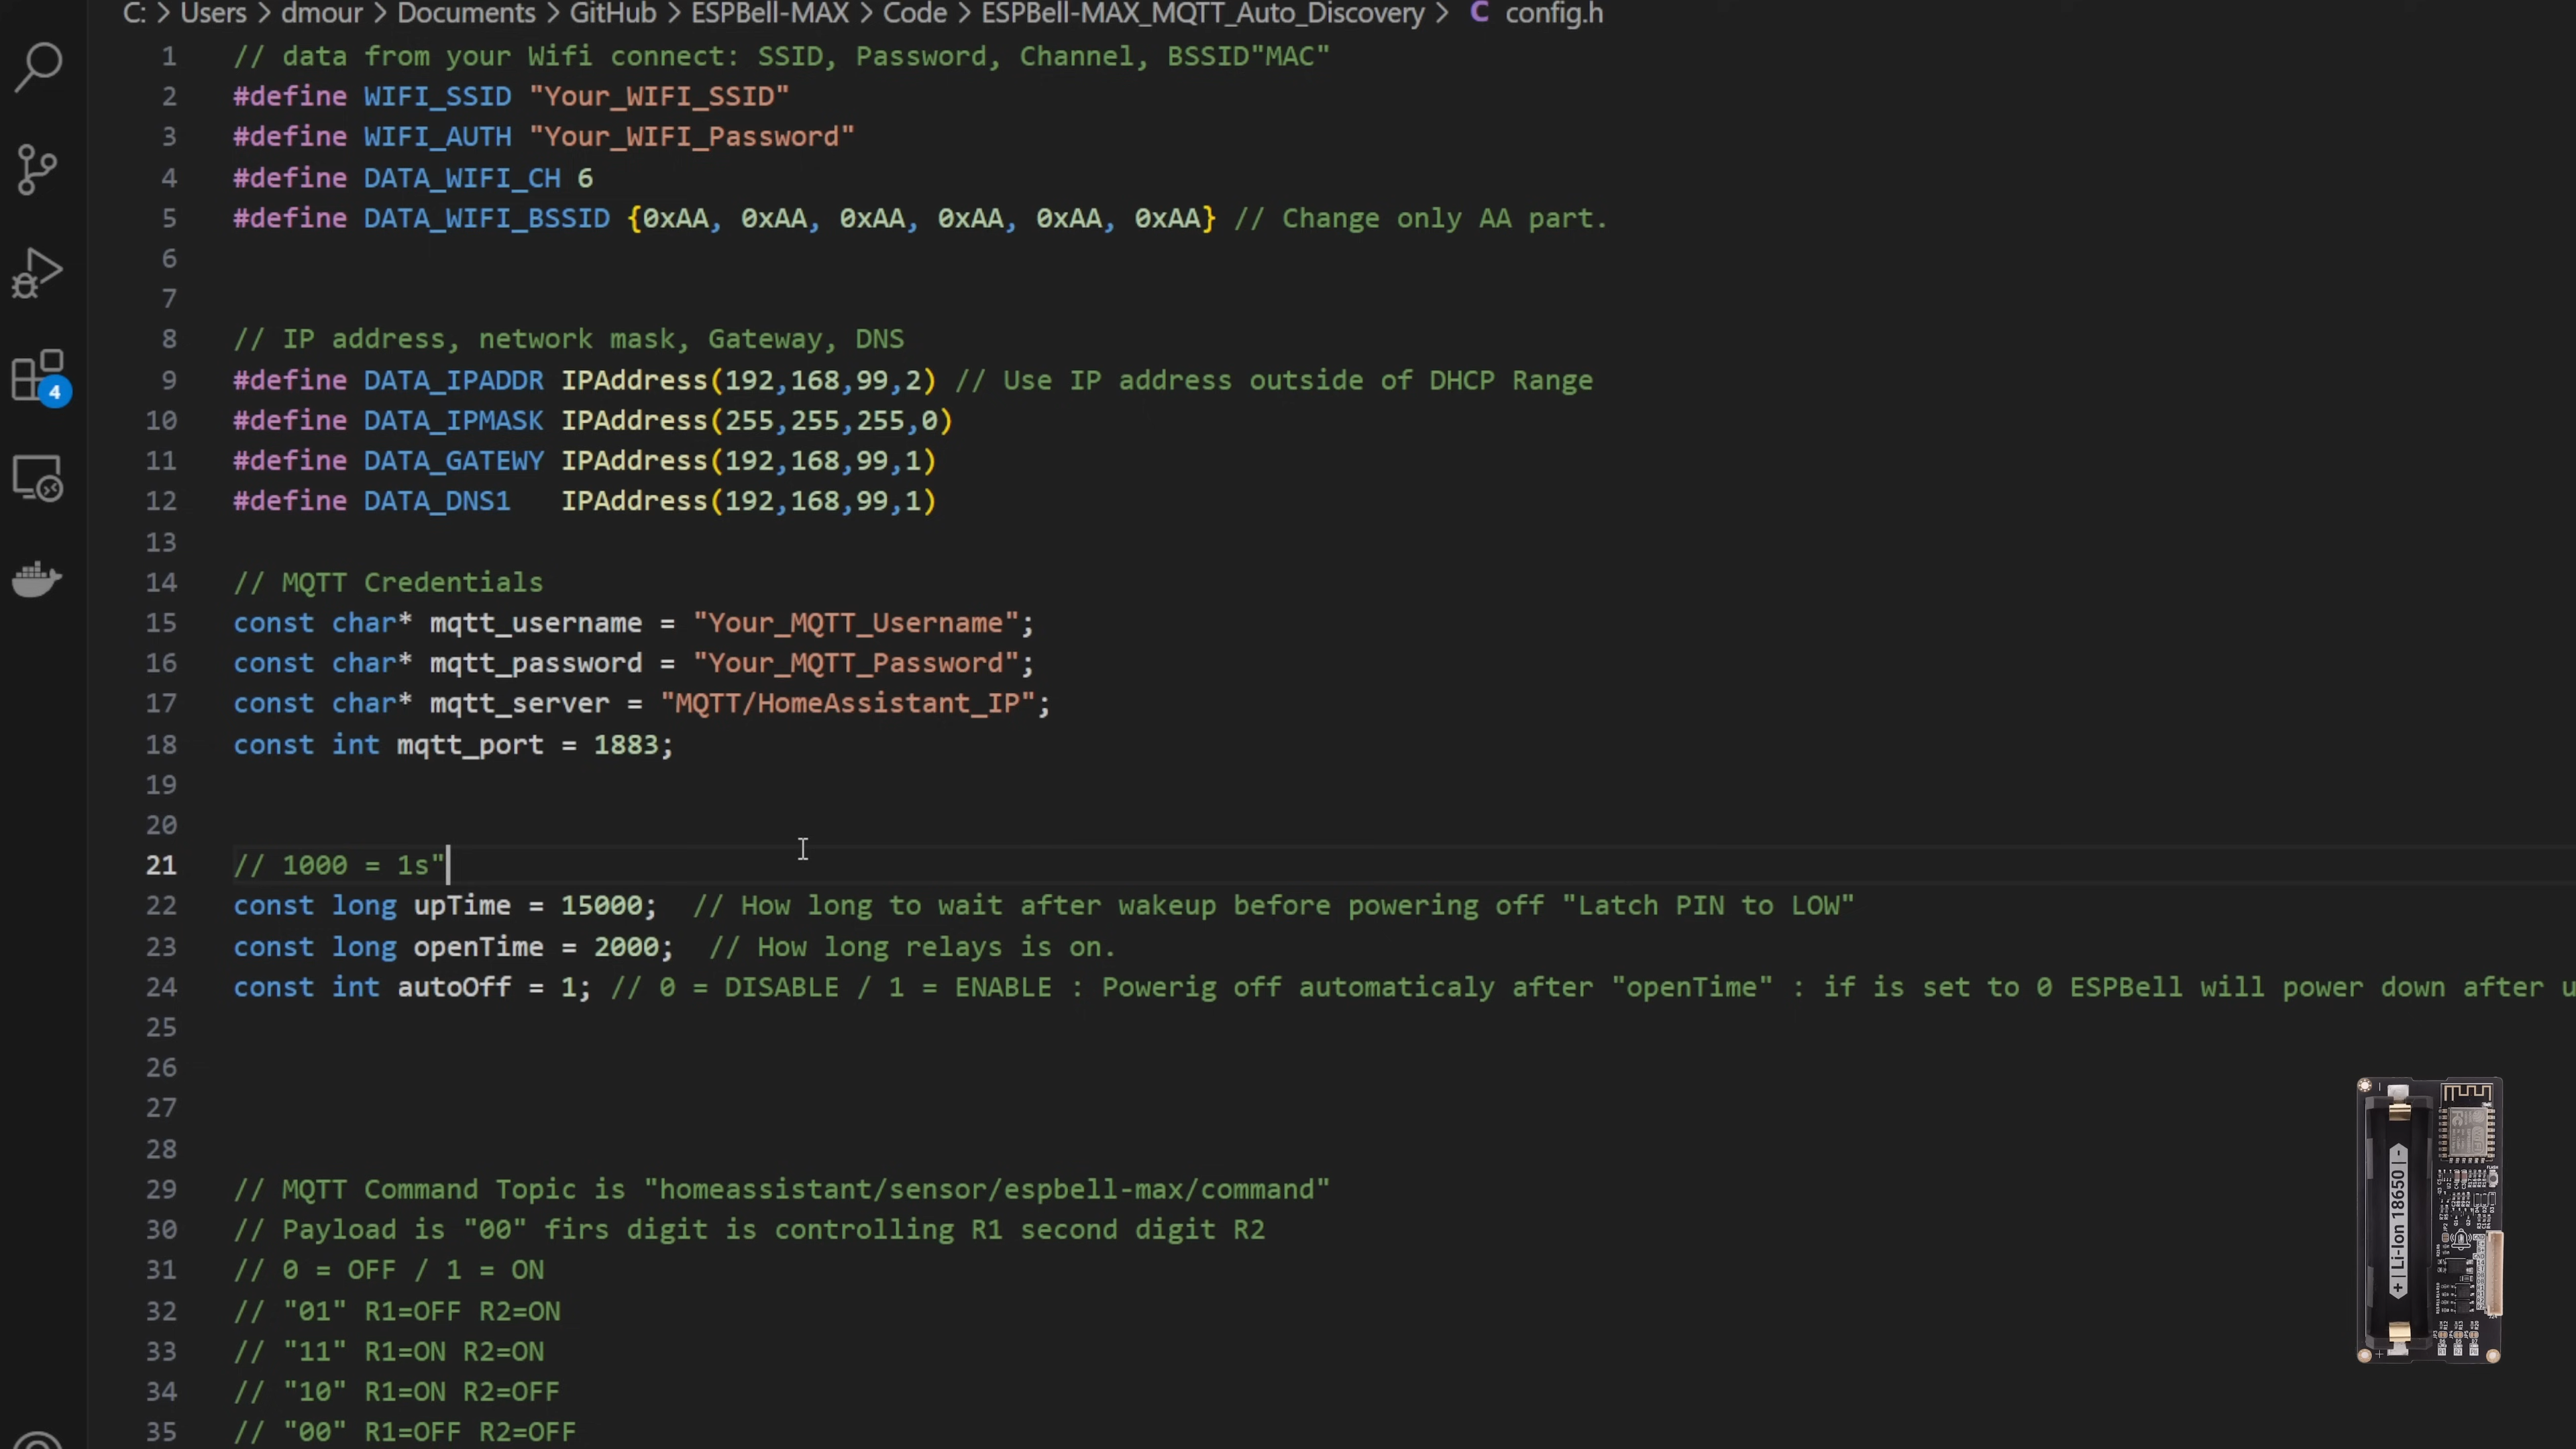 C: > Users > dmour > Documents > GitHub > ESPBell-MAX > Code > ESPBell-MAX_MQTT_Auto_Discovery > C config.h
1 // data from your Wifi connect: SSID, Password, Channel, BSSID"MAC"
2 #define WIFI_SSID "Your_WIFI_SSID"
3 #define WIFI_AUTH "Your_WIFI_Password"
4 #define DATA_WIFI_CH 6
5 #define DATA_WIFI_BSSID {0xAA, 0xAA, 0xAA, 0xAA, 0xAA, 0xAA} // Change only AA part.
6
7
8 // IP address, network mask, Gateway, DNS
9 #define DATA_IPADDR IPAddress(192,168,99,2) // Use IP address outside of DHCP Range
10 #define DATA_IPMASK IPAddress(255,255,255,0)
11 #define DATA_GATEWY IPAddress(192,168,99,1)
12 #define DATA_DNS1 IPAddress(192,168,99,1)
13
14 // MQTT Credentials
15 const char* mqtt_username = "Your_MQTT_Username";
16 const char* mqtt_password = "Your_MQTT_Password";
17 const char* mqtt_server = "MQTT/HomeAssistant_IP";
18 const int mqtt_port = 1883;
19
20
21 // 1000 = 1s"
22 const long upTime = 15000; // How long to wait after wakeup before powering off "Latch PIN to LOW"
23 const long openTime = 2000; // How long relays is on.
24 const int autoOff = 1; // 0 = DISABLE / 1 = ENABLE : Powerig off automaticaly after "openTime" : if is set to 0 ESPBell will power down after u
25
26
27
28
29 // MQTT Command Topic is "homeassistant/sensor/espbell-max/command"
30 // Payload is "00" firs digit is controlling R1 second digit R2
31 // 0 = OFF / 1 = ON
32 // "01" R1=OFF R2=ON
33 // "11" R1=ON R2=ON
34 // "10" R1=ON R2=OFF
35 // "00" R1=OFF R2=OFF
4
+ | Li-Ion 18650 | -